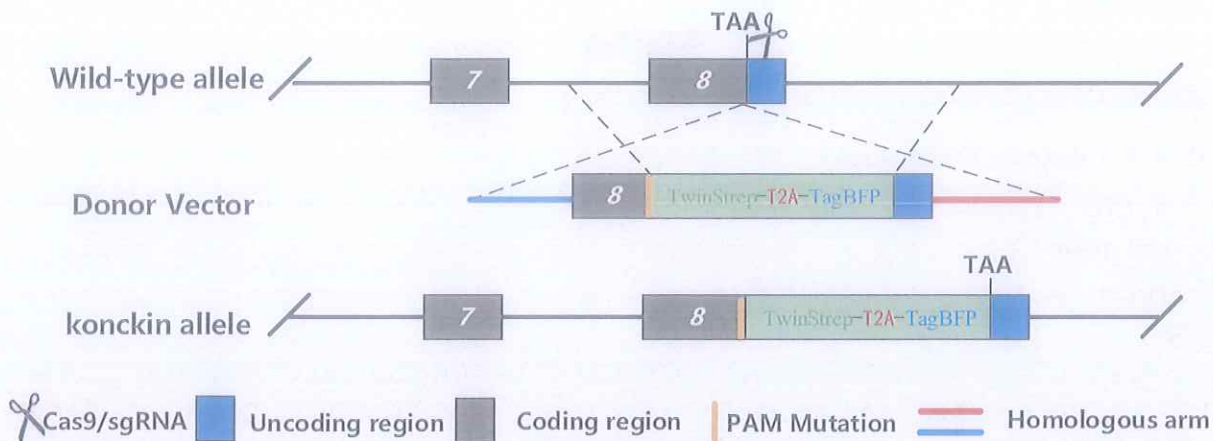 TAA
Wild-type allele
7
8
Donor Vector
8
TwinStrep-T2A-TagBFP
TAA
konckin allele
7
8
TwinStrep-T2A-TagBFP
Cas9/sgRNA
Uncoding region
Coding region
PAM Mutation
Homologous arm